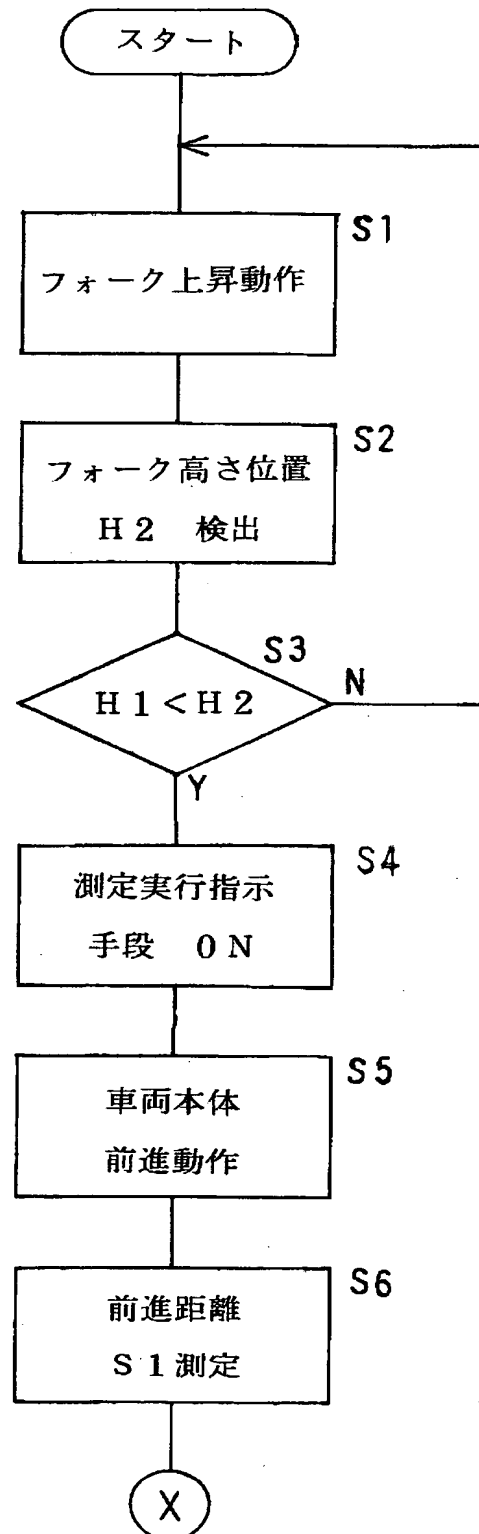 スタート
S1
フォーク上昇動作
S2
フォーク高さ位置
H2 検出
S3
H1<H2
N
Y
S4
測定実行指示
手段 ON
S5
車両本体
前進動作
S6
前進距離
S1測定
X